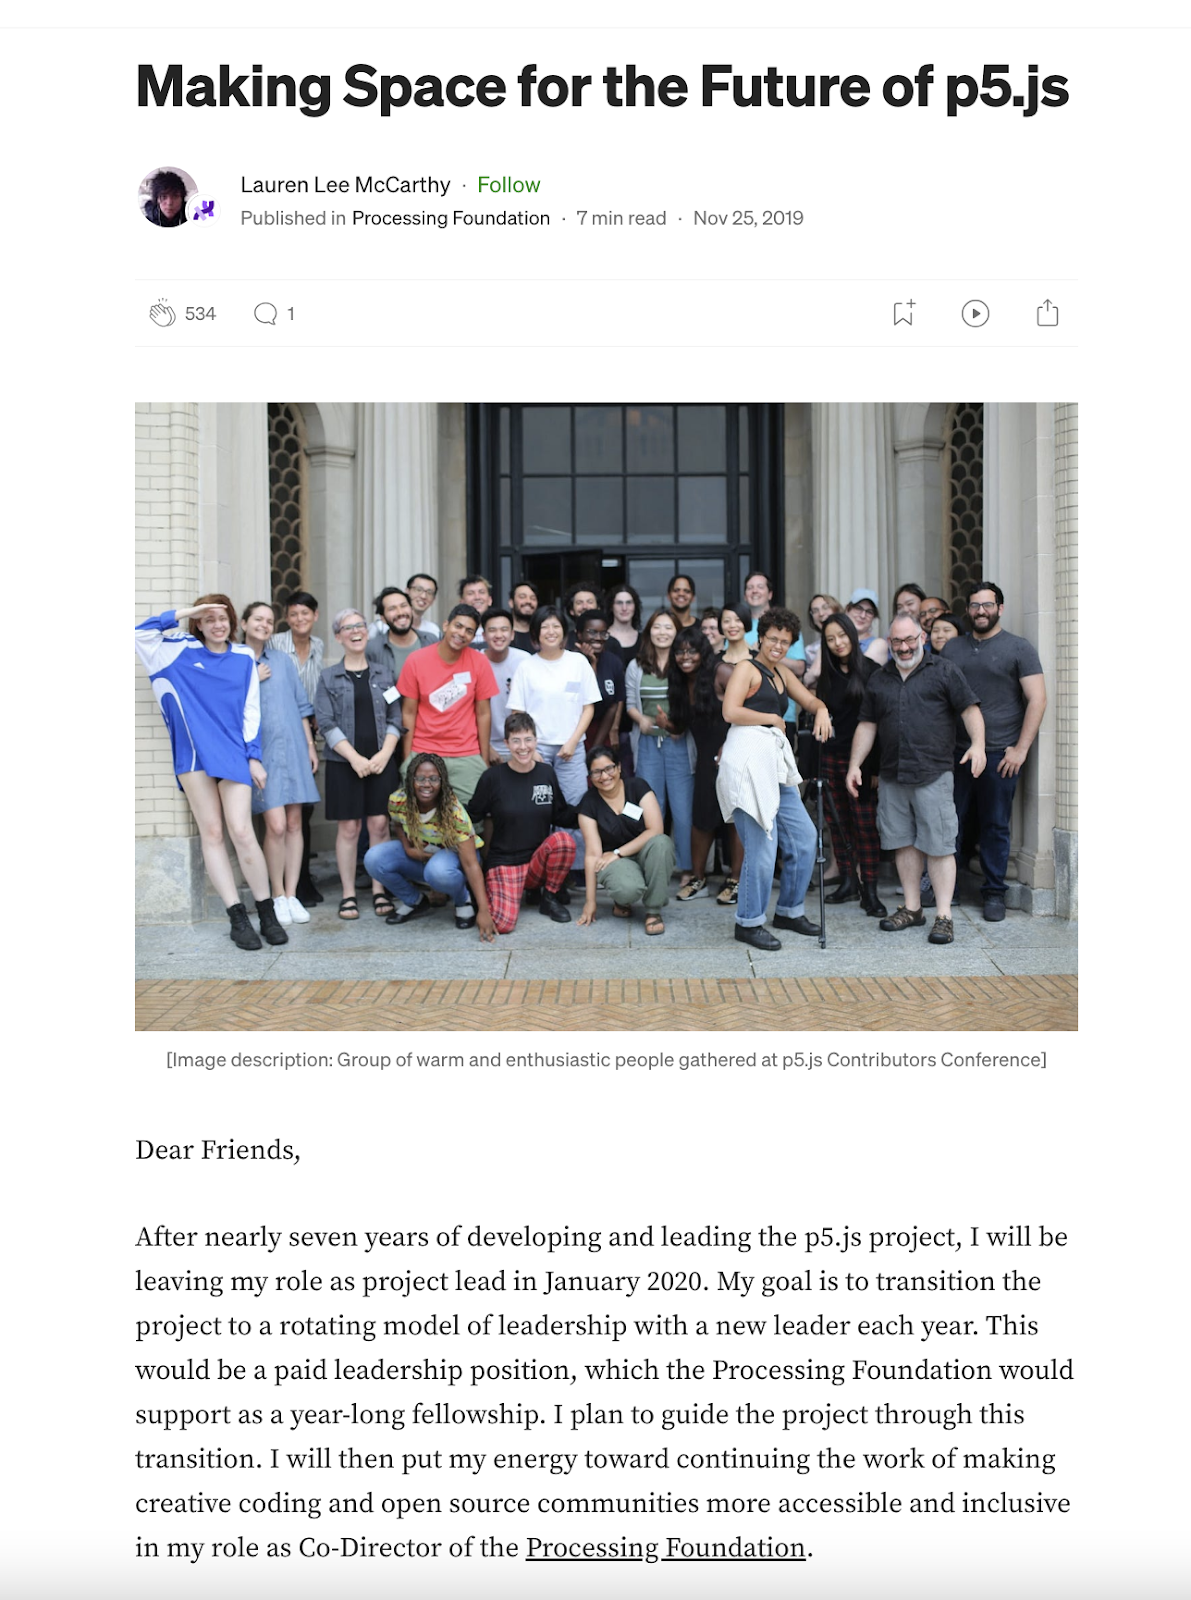 Making Space for the Future of p5.js
Lauren Lee McCarthy · Follow
Published in Processing Foundation · 7 min read · Nov 25, 2019
534 1
[Image description: Group of warm and enthusiastic people gathered at p5.js Contributors Conference]
Dear Friends,
After nearly seven years of developing and leading the p5.js project, I will be
leaving my role as project lead in January 2020. My goal is to transition the
project to a rotating model of leadership with a new leader each year. This
would be a paid leadership position, which the Processing Foundation would
support as a year-long fellowship. I plan to guide the project through this
transition. I will then put my energy toward continuing the work of making
creative coding and open source communities more accessible and inclusive
in my role as Co-Director of the Processing Foundation.